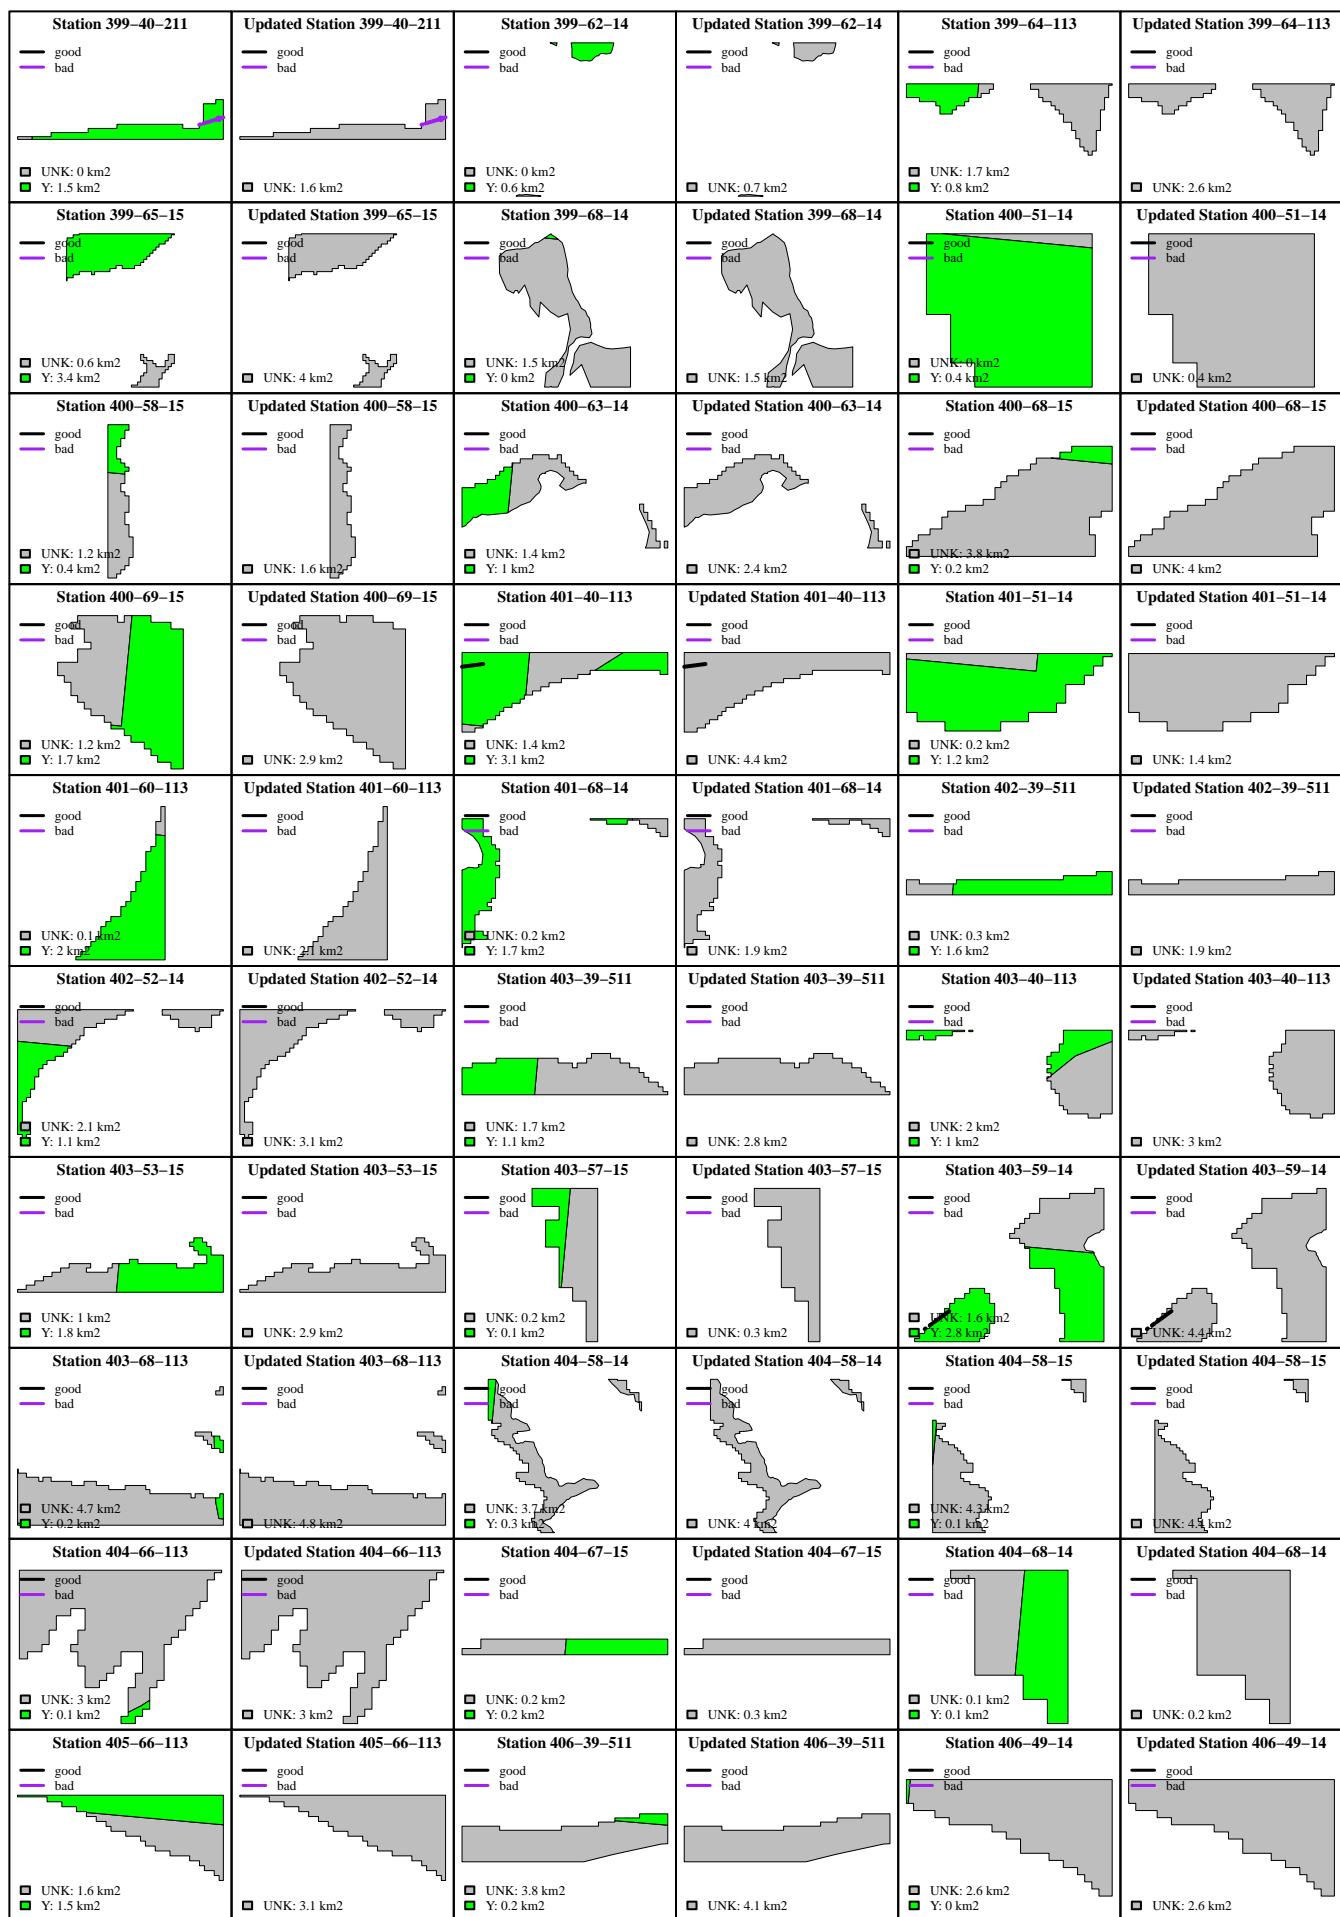 Station 399−40−211
good
bad
UNK: 0 km2
Y: 1.5 km2
Updated Station 399−40−211
good
bad
UNK: 1.6 km2
Station 399−62−14
good
bad
UNK: 0 km2
Y: 0.6 km2
Updated Station 399−62−14
good
bad
UNK: 0.7 km2
Station 399−64−113
good
bad
UNK: 1.7 km2
Y: 0.8 km2
Updated Station 399−64−113
good
bad
UNK: 2.6 km2
Station 399−65−15
good
bad
UNK: 0.6 km2
Y: 3.4 km2
Updated Station 399−65−15
good
bad
UNK: 4 km2
Station 399−68−14
good
bad
UNK: 1.5 km2
Y: 0 km2
Updated Station 399−68−14
good
bad
UNK: 1.5 km2
Station 400−51−14
good
bad
UNK: 0 km2
Y: 0.4 km2
Updated Station 400−51−14
good
bad
UNK: 0.4 km2
Station 400−58−15
good
bad
UNK: 1.2 km2
Y: 0.4 km2
Updated Station 400−58−15
good
bad
UNK: 1.6 km2
Station 400−63−14
good
bad
UNK: 1.4 km2
Y: 1 km2
Updated Station 400−63−14
good
bad
UNK: 2.4 km2
Station 400−68−15
good
bad
UNK: 3.8 km2
Y: 0.2 km2
Updated Station 400−68−15
good
bad
UNK: 4 km2
Station 400−69−15
good
bad
UNK: 1.2 km2
Y: 1.7 km2
Updated Station 400−69−15
good
bad
UNK: 2.9 km2
Station 401−40−113
good
bad
UNK: 1.4 km2
Y: 3.1 km2
Updated Station 401−40−113
good
bad
UNK: 4.4 km2
Station 401−51−14
good
bad
UNK: 0.2 km2
Y: 1.2 km2
Updated Station 401−51−14
good
bad
UNK: 1.4 km2
Station 401−60−113
good
bad
UNK: 0.1 km2
Y: 2 km2
Updated Station 401−60−113
good
bad
UNK: 2.1 km2
Station 401−68−14
good
bad
UNK: 0.2 km2
Y: 1.7 km2
Updated Station 401−68−14
good
bad
UNK: 1.9 km2
Station 402−39−511
good
bad
UNK: 0.3 km2
Y: 1.6 km2
Updated Station 402−39−511
good
bad
UNK: 1.9 km2
Station 402−52−14
good
bad
UNK: 2.1 km2
Y: 1.1 km2
Updated Station 402−52−14
good
bad
UNK: 3.1 km2
Station 403−39−511
good
bad
UNK: 1.7 km2
Y: 1.1 km2
Updated Station 403−39−511
good
bad
UNK: 2.8 km2
Station 403−40−113
good
bad
UNK: 2 km2
Y: 1 km2
Updated Station 403−40−113
good
bad
UNK: 3 km2
Station 403−53−15
good
bad
UNK: 1 km2
Y: 1.8 km2
Updated Station 403−53−15
good
bad
UNK: 2.9 km2
Station 403−57−15
good
bad
UNK: 0.2 km2
Y: 0.1 km2
Updated Station 403−57−15
good
bad
UNK: 0.3 km2
Station 403−59−14
good
bad
UNK: 1.6 km2
Y: 2.8 km2
Updated Station 403−59−14
good
bad
UNK: 4.4 km2
Station 403−68−113
good
bad
UNK: 4.7 km2
Y: 0.2 km2
Updated Station 403−68−113
good
bad
UNK: 4.8 km2
Station 404−58−14
good
bad
UNK: 3.7 km2
Y: 0.3 km2
Updated Station 404−58−14
good
bad
UNK: 4 km2
Station 404−58−15
good
bad
UNK: 4.3 km2
Y: 0.1 km2
Updated Station 404−58−15
good
bad
UNK: 4.4 km2
Station 404−66−113
good
bad
UNK: 3 km2
Y: 0.1 km2
Updated Station 404−66−113
good
bad
UNK: 3 km2
Station 404−67−15
good
bad
UNK: 0.2 km2
Y: 0.2 km2
Updated Station 404−67−15
good
bad
UNK: 0.3 km2
Station 404−68−14
good
bad
UNK: 0.1 km2
Y: 0.1 km2
Updated Station 404−68−14
good
bad
UNK: 0.2 km2
Station 405−66−113
good
bad
UNK: 1.6 km2
Y: 1.5 km2
Updated Station 405−66−113
good
bad
UNK: 3.1 km2
Station 406−39−511
good
bad
UNK: 3.8 km2
Y: 0.2 km2
Updated Station 406−39−511
good
bad
UNK: 4.1 km2
Station 406−49−14
good
bad
UNK: 2.6 km2
Y: 0 km2
Updated Station 406−49−14
good
bad
UNK: 2.6 km2